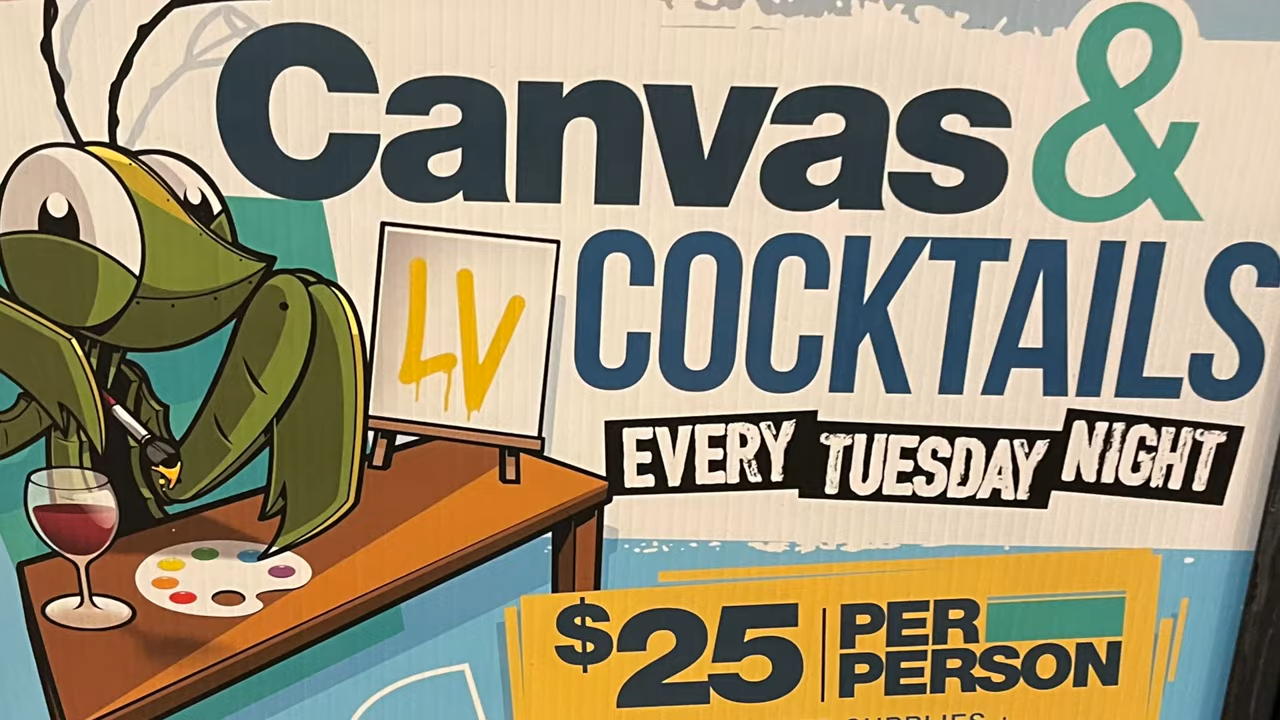 Canvas &
COCKTAILS
EVERY TUESDAY NIGHT
LV
$25 PER
PERSON